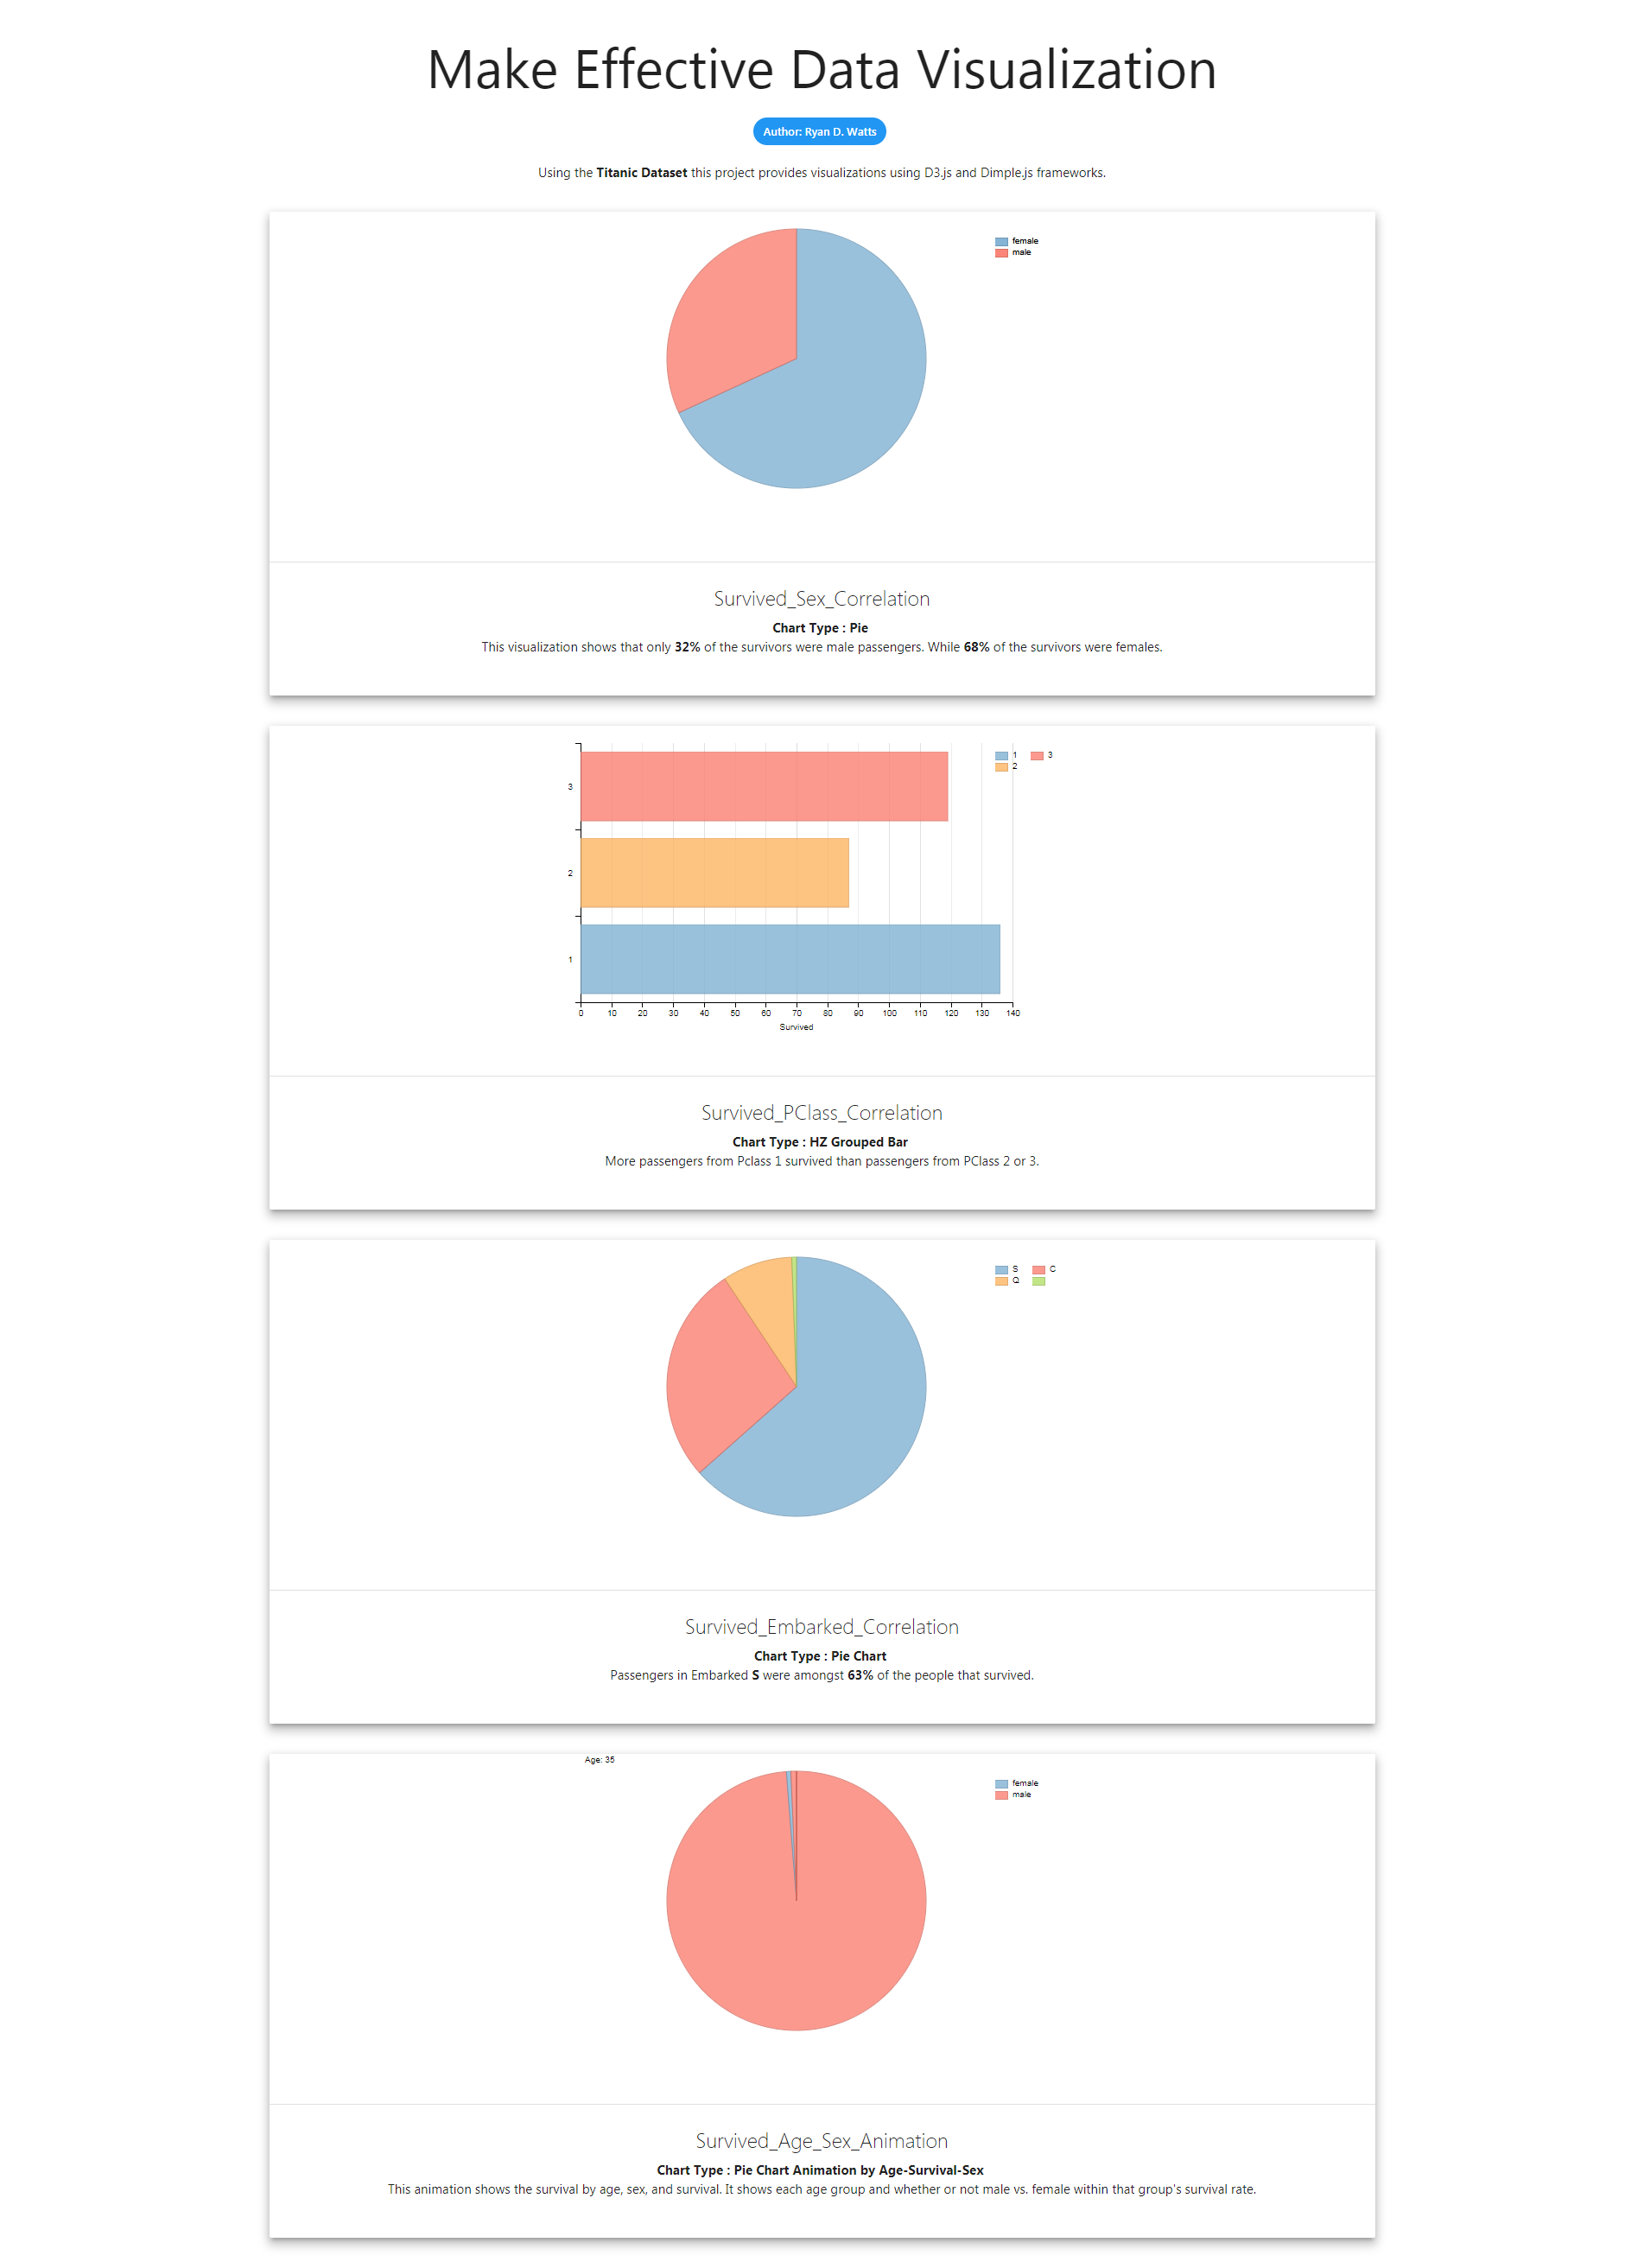 Make Effective Data Visualization
Author: Ryan D. Watts
Using the Titanic Dataset this project provides visualizations using D3.js and Dimple.js frameworks.
female
male
Survived_Sex_Correlation
Chart Type : Pie
This visualization shows that only 32% of the survivors were male passengers. While 68% of the survivors were females.
1 3
2
3
2
1
0 10 20 30 40 50 60 70 80 90 100 110 120 130 140
Survived
Survived_PClass_Correlation
Chart Type : HZ Grouped Bar
More passengers from Pclass 1 survived than passengers from PClass 2 or 3.
S C
Q
Survived_Embarked_Correlation
Chart Type : Pie Chart
Passengers in Embarked S were amongst 63% of the people that survived.
Age: 35
female
male
Survived_Age_Sex_Animation
Chart Type : Pie Chart Animation by Age-Survival-Sex
This animation shows the survival by age, sex, and survival. It shows each age group and whether or not male vs. female within that group's survival rate.